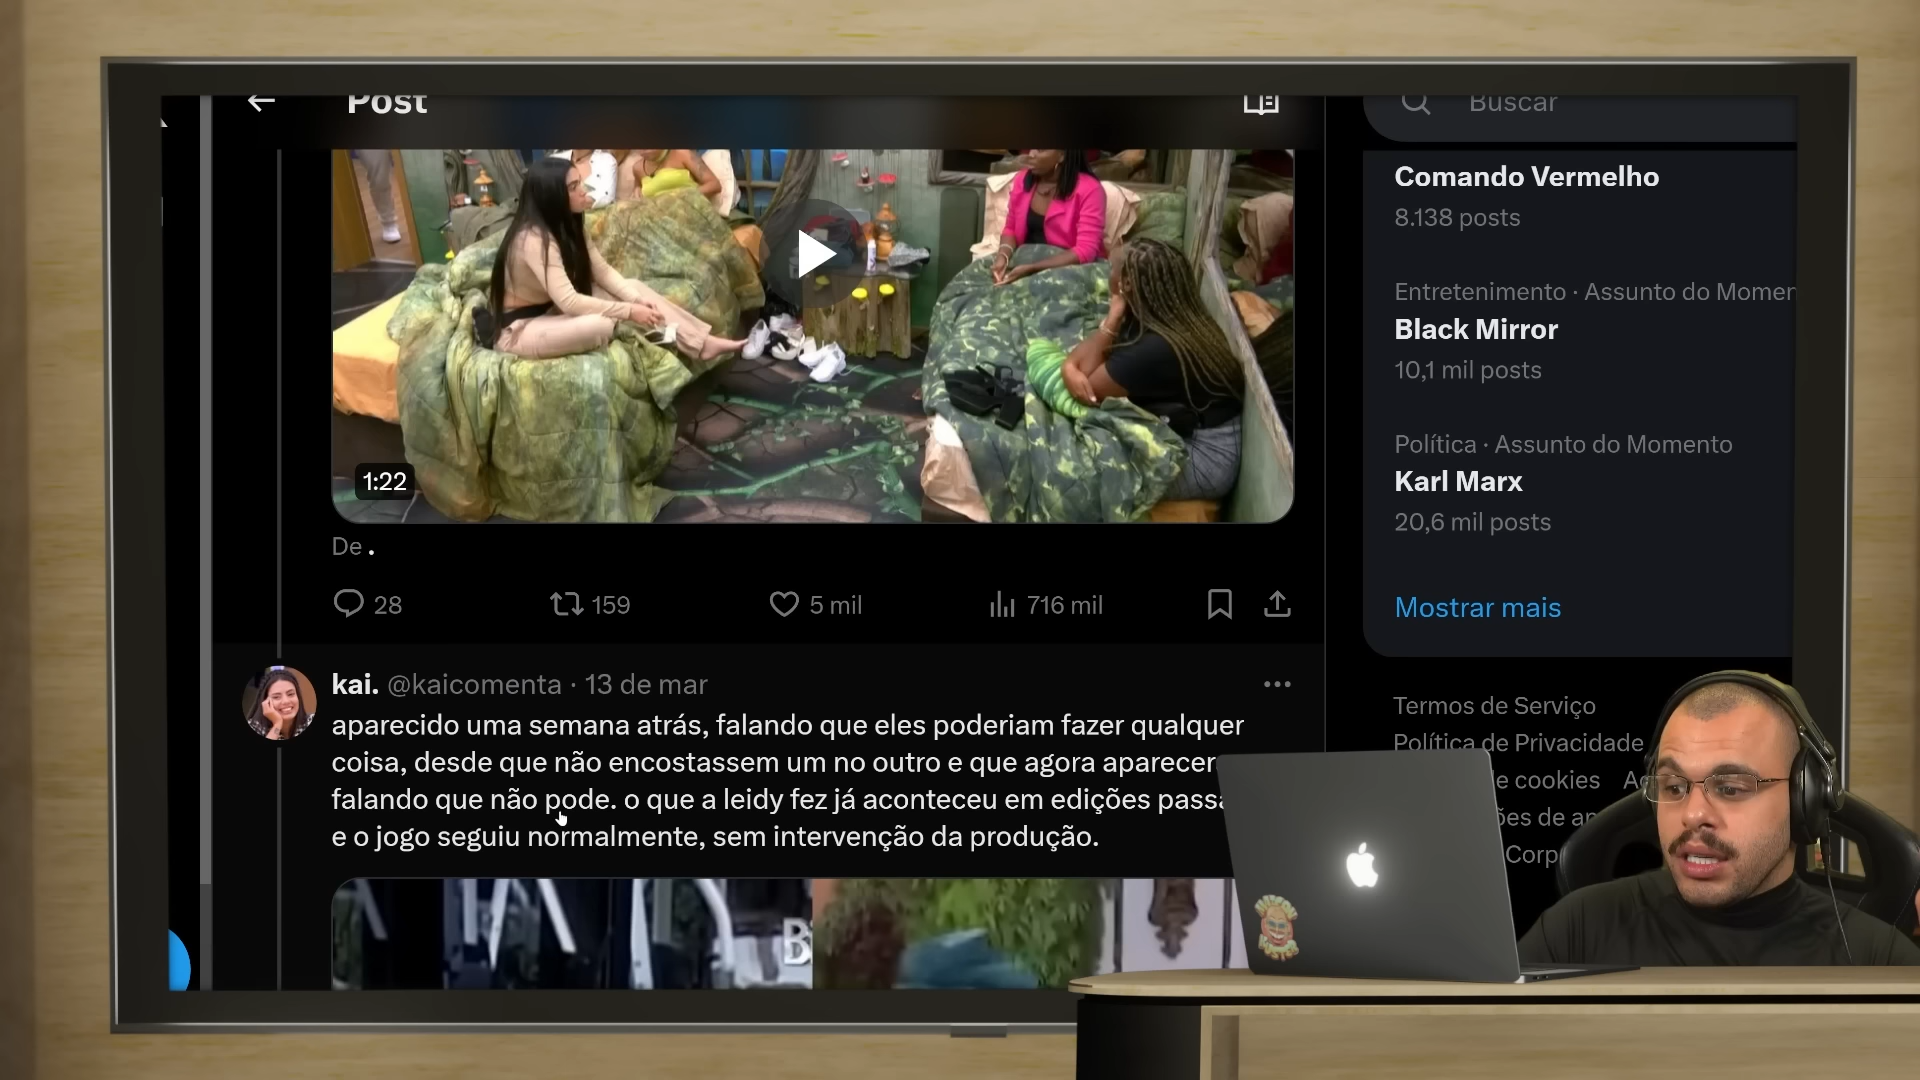 Post
Buscar
Comando Vermelho
8.138 posts
Entretenimento · Assunto do Momen
Black Mirror
10,1 mil posts
Política · Assunto do Momento
Karl Marx
20,6 mil posts
Mostrar mais
1:22
De .
28 159 5 mil 716 mil
kai. @kaicomenta · 13 de mar
aparecido uma semana atrás, falando que eles poderiam fazer qualquer
coisa, desde que não encostassem um no outro e que agora aparecer
falando que não pode. o que a leidy fez já aconteceu em edições passa
e o jogo seguiu normalmente, sem intervenção da produção.
Termos de Serviço
Política de Privacidade
e cookies
Corp
B